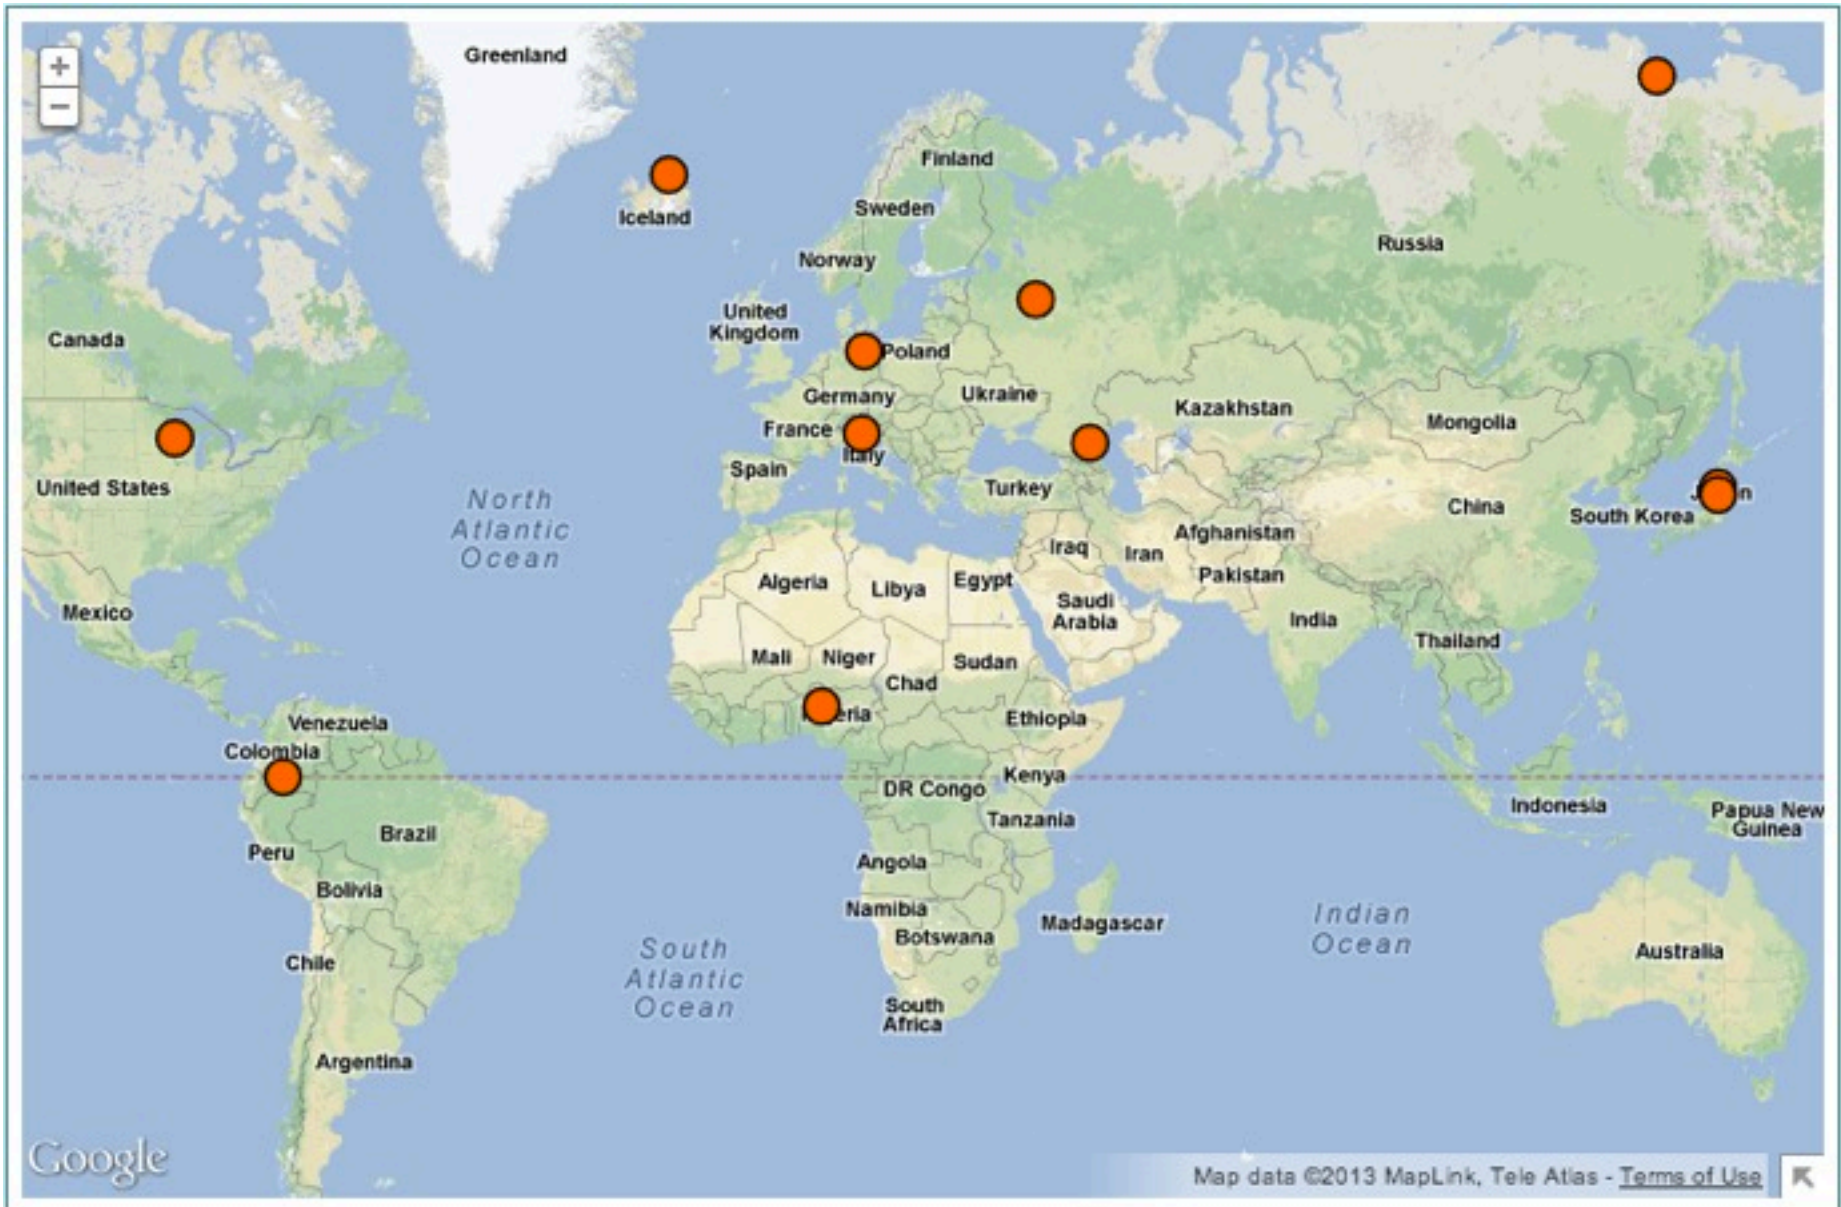 +
Greenland
−
Finland
Sweden
Iceland
Russia
Norway
United
Kingdom
Canada
Poland
Germany
Ukraine
Kazakhstan
Mongolia
France
Italy
Spain
United States
Turkey
China
South Korea
North
Atlantic
Ocean
Afghanistan
Iraq
Iran
Pakistan
Algeria
Libya
Egypt
Saudi
Arabia
Mexico
India
Thailand
Mali
Niger
Sudan
Chad
Venezuela
Ethiopia
Colombia
Kenya
DR Congo
Indonesia
Papua New
Guinea
Tanzania
Brazil
Peru
Angola
Bolivia
Namibia
Madagascar
Botswana
Indian
Ocean
Australia
Chile
South
Atlantic
Ocean
South
Africa
Argentina
Google
Map data ©2013 MapLink, Tele Atlas - Terms of Use